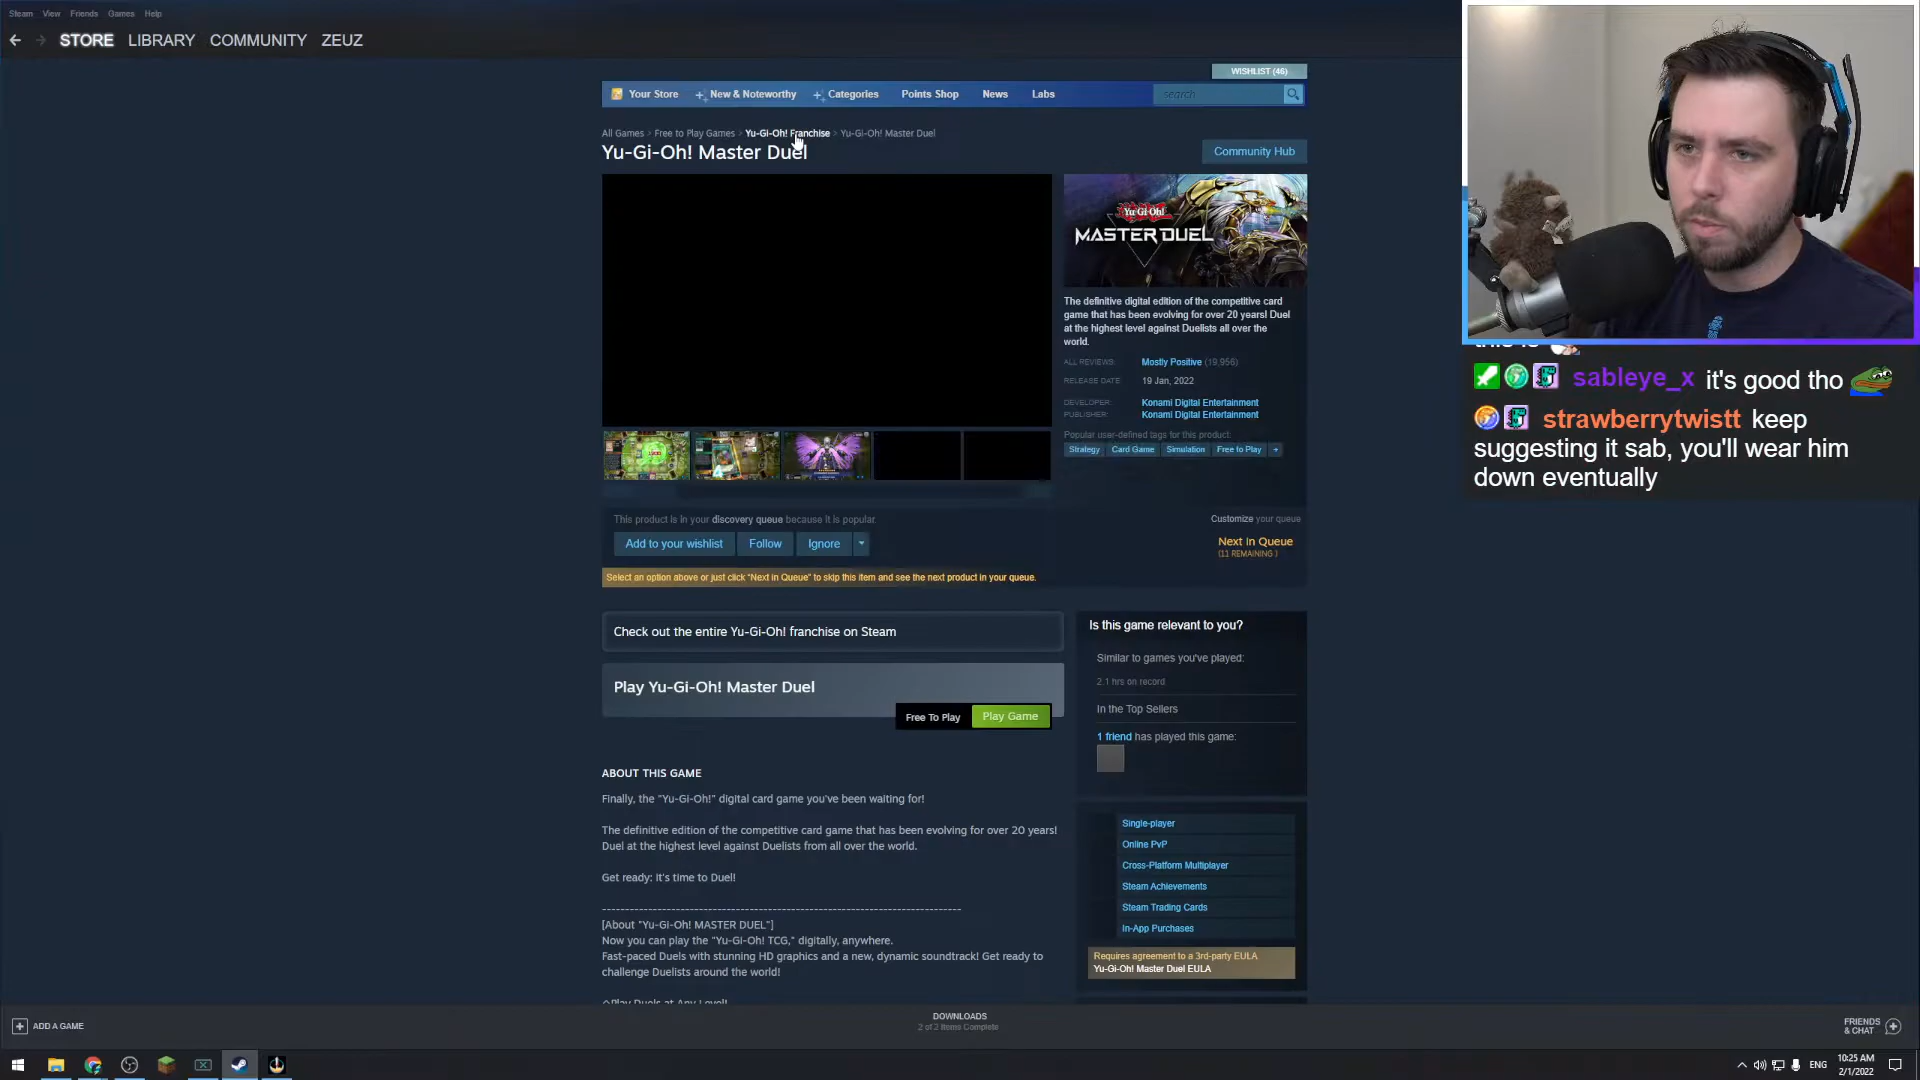 Steam View Friends Games Help
STORE LIBRARY COMMUNITY ZEUZ
WISHLIST (46)
Your Store New & Noteworthy Categories Points Shop News Labs search
All Games > Free to Play Games > Yu-Gi-Oh! Franchise > Yu-Gi-Oh! Master Duel
Yu-Gi-Oh! Master Duel
Community Hub
Yu-Gi-Oh!
MASTER DUEL
The definitive digital edition of the competitive card
game that has been evolving for over 20 years! Duel
at the highest level against Duelists all over the
world.
ALL REVIEWS: Mostly Positive (19,956)
RELEASE DATE: 19 Jan, 2022
DEVELOPER: Konami Digital Entertainment
PUBLISHER: Konami Digital Entertainment
Popular user-defined tags for this product:
Strategy Card Game Simulation Free to Play +
This product is in your discovery queue because it is popular.
Customize your queue
Add to your wishlist Follow Ignore
Next in Queue
(11 REMAINING )
Select an option above or just click "Next in Queue" to skip this item and see the next product in your queue.
Check out the entire Yu-Gi-Oh! franchise on Steam
Play Yu-Gi-Oh! Master Duel
Free To Play Play Game
ABOUT THIS GAME
Finally, the "Yu-Gi-Oh!" digital card game you've been waiting for!
The definitive edition of the competitive card game that has been evolving for over 20 years!
Duel at the highest level against Duelists from all over the world.
Get ready: It's time to Duel!
--------------------------------------------------------------------------
[About "Yu-Gi-Oh! MASTER DUEL"]
Now you can play the "Yu-Gi-Oh! TCG," digitally, anywhere.
Fast-paced Duels with stunning HD graphics and a new, dynamic soundtrack! Get ready to
challenge Duelists around the world!
◇Play Duels at Any Level!
Is this game relevant to you?
Similar to games you've played:
2.1 hrs on record
In the Top Sellers
1 friend has played this game:
Single-player
Online PvP
Cross-Platform Multiplayer
Steam Achievements
Steam Trading Cards
In-App Purchases
Requires agreement to a 3rd-party EULA
Yu-Gi-Oh! Master Duel EULA
this is
sableye_x it's good tho
strawberrytwistt keep
suggesting it sab, you'll wear him
down eventually
ADD A GAME
DOWNLOADS
2 of 2 Items Complete
FRIENDS
& CHAT
ENG
10:25 AM
2/1/2022